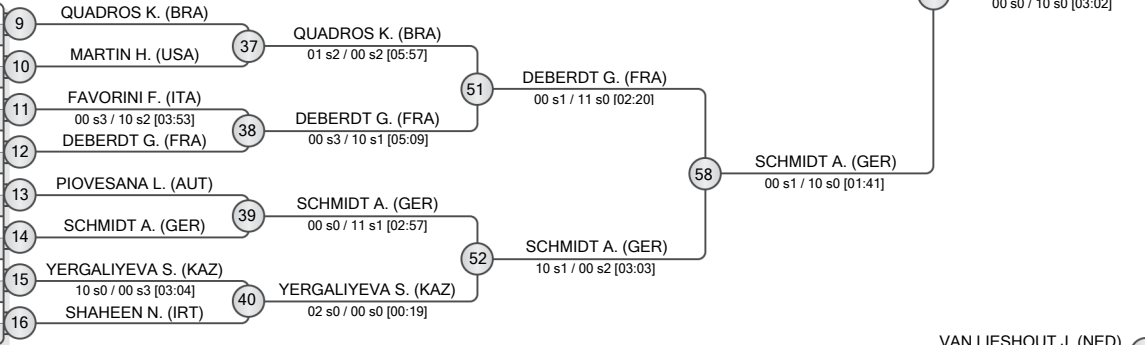 00 s0 / 10 s0 [03:02]
9
QUADROS K. (BRA)
10
MARTIN H. (USA)
37
QUADROS K. (BRA)
01 s2 / 00 s2 [05:57]
11
FAVORINI F. (ITA)
00 s3 / 10 s2 [03:53]
12
DEBERDT G. (FRA)
38
DEBERDT G. (FRA)
00 s3 / 10 s1 [05:09]
51
DEBERDT G. (FRA)
00 s1 / 11 s0 [02:20]
13
PIOVESANA L. (AUT)
14
SCHMIDT A. (GER)
39
SCHMIDT A. (GER)
00 s0 / 11 s1 [02:57]
15
YERGALIYEVA S. (KAZ)
10 s0 / 00 s3 [03:04]
16
SHAHEEN N. (IRT)
40
YERGALIYEVA S. (KAZ)
02 s0 / 00 s0 [00:19]
52
SCHMIDT A. (GER)
10 s1 / 00 s2 [03:03]
58
SCHMIDT A. (GER)
00 s1 / 10 s0 [01:41]
VAN LIESHOUT J. (NED)